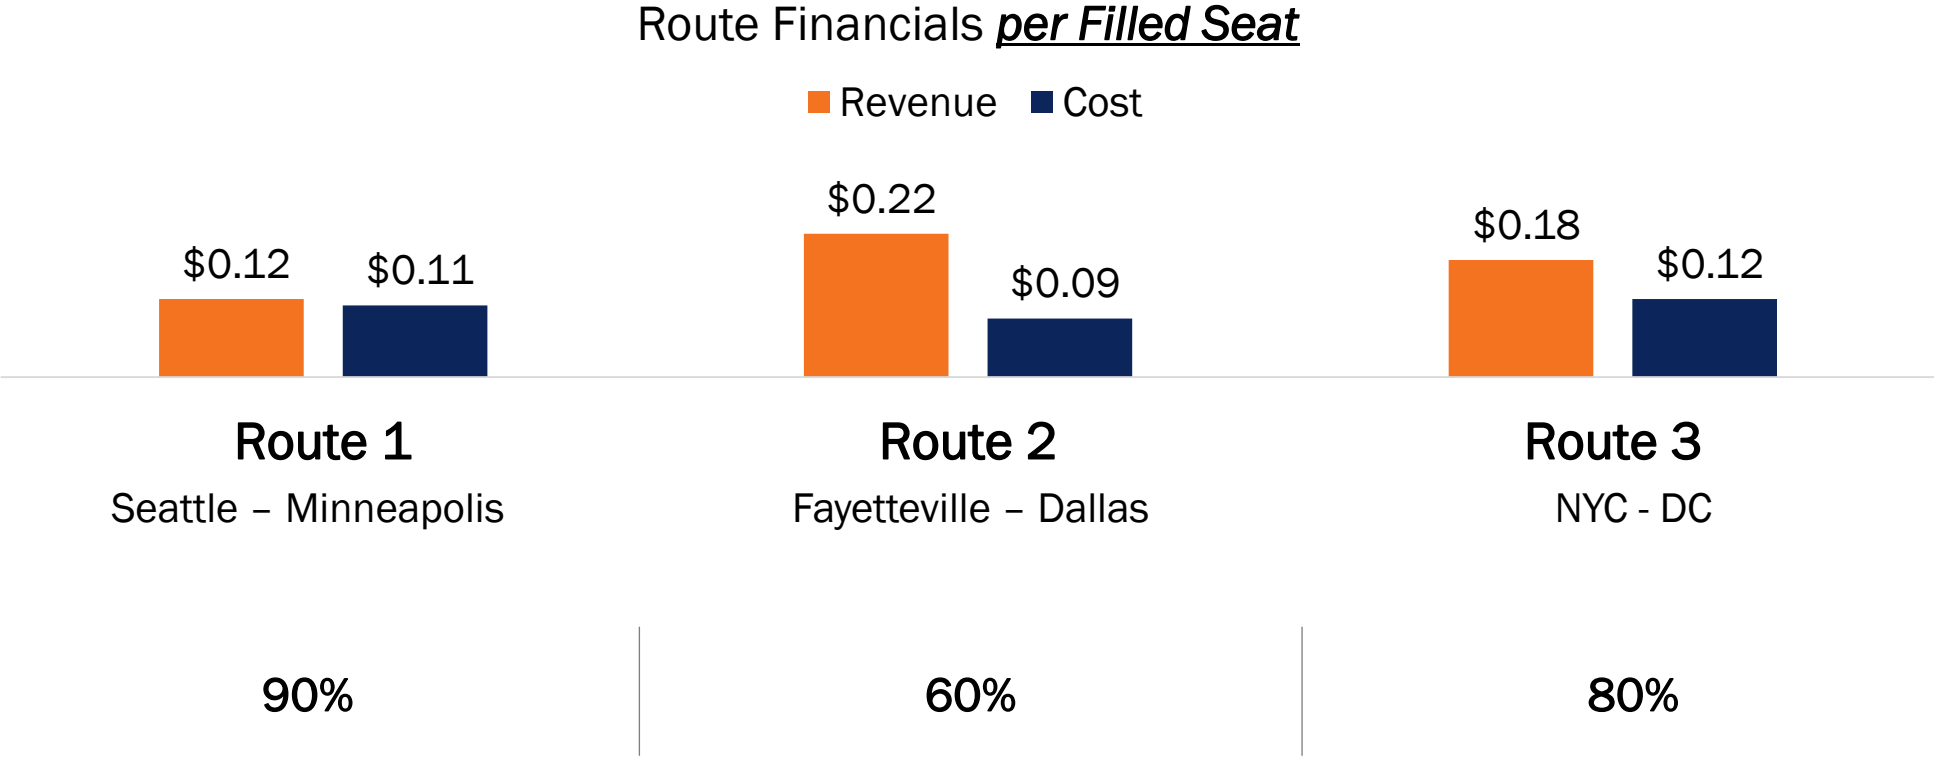 Route Financials per Filled Seat
Revenue Cost
$0.12 $0.11 $0.22 $0.09 $0.18 $0.12
Route 1 Route 2 Route 3
Seattle – Minneapolis Fayetteville – Dallas NYC - DC
90% 60% 80%